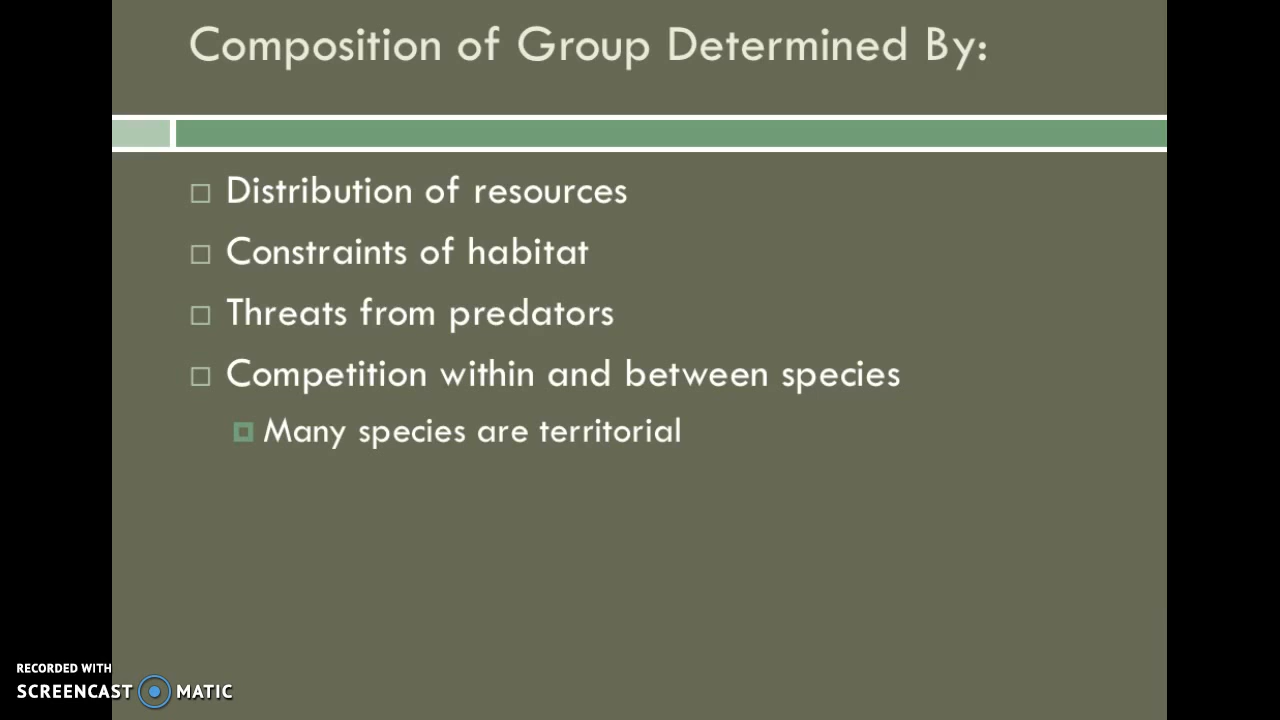 Composition of Group Determined By:
Distribution of resources
Constraints of habitat
Threats from predators
Competition within and between species
Many species are territorial
RECORDED WITH
SCREENCAST MATIC